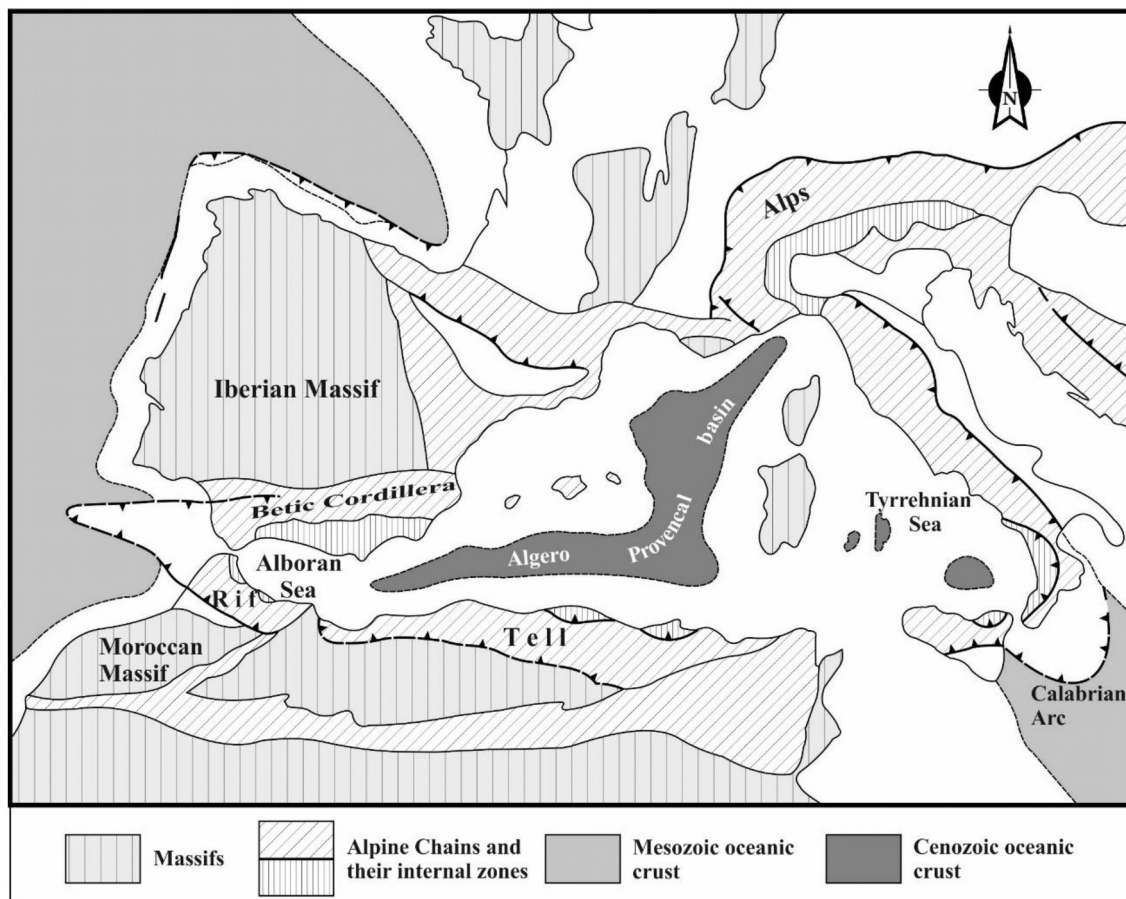 N
Alps
Iberian Massif
basin
Betic Cordillera
Tyrrehnian
Sea
Provencal
Algero
Alboran
Sea
Rif
Tell
Moroccan
Massif
Calabrian
Arc
Massifs
Alpine Chains and
their internal zones
Mesozoic oceanic
crust
Cenozoic oceanic
crust